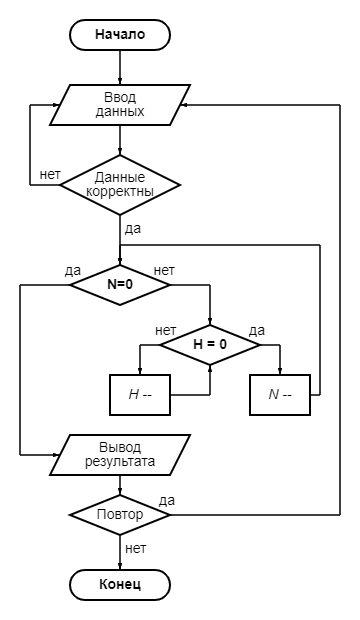 Начало
Ввод
данных
нет
Данные
корректны
да
да
N=0
нет
нет
H = 0
да
H --
N --
Вывод
результата
да
Повтор
нет
Конец